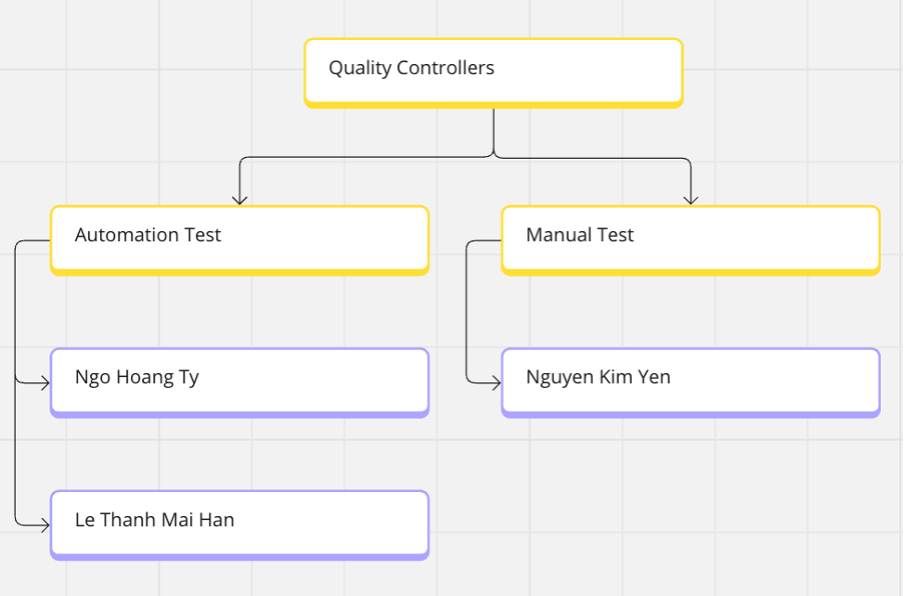 Quality Controllers
Automation Test
Manual Test
Ngo Hoang Ty
Nguyen Kim Yen
Le Thanh Mai Han